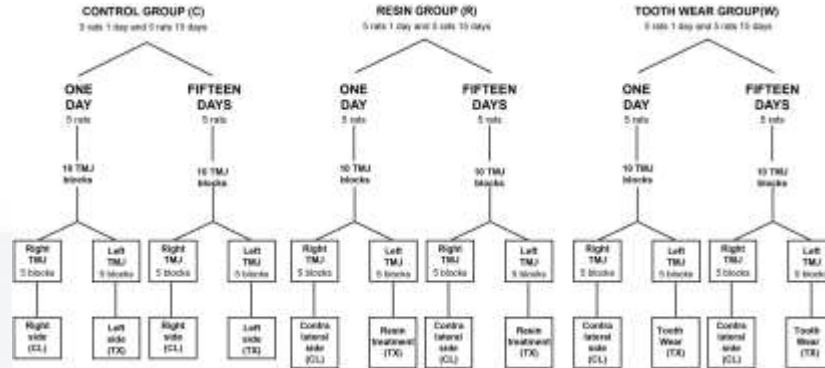 CONTROL GROUP (C)
5 rats 1 day and 5 rats 15 days
RESIN GROUP (R)
5 rats 1 day and 5 rats 15 days
TOOTH WEAR GROUP(W)
5 rats 1 day and 5 rats 15 days
ONE
DAY
5 rats
FIFTEEN
DAYS
5 rats
ONE
DAY
5 rats
FIFTEEN
DAYS
5 rats
ONE
DAY
5 rats
FIFTEEN
DAYS
5 rats
10 TMJ
blocks
10 TMJ
blocks
10 TMJ
blocks
10 TMJ
blocks
10 TMJ
blocks
10 TMJ
blocks
Right
TMJ
5 blocks
Left
TMJ
5 blocks
Right
TMJ
5 blocks
Left
TMJ
5 blocks
Right
TMJ
5 blocks
Left
TMJ
5 blocks
Right
TMJ
5 blocks
Left
TMJ
5 blocks
Right
TMJ
5 blocks
Left
TMJ
5 blocks
Right
TMJ
5 blocks
Left
TMJ
5 blocks
Right
side
(CL)
Left
side
(TX)
Right
side
(CL)
Left
side
(TX)
Contra
lateral
side
(CL)
Resin
treatment
(TX)
Contra
lateral
side
(CL)
Resin
treatment
(TX)
Contra
lateral
side
(CL)
Tooth
Wear
(TX)
Contra
lateral
side
(CL)
Tooth
Wear
(TX)